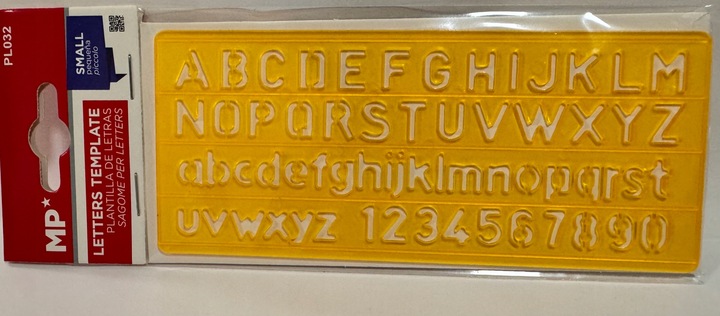 PL032
SMALL
pequeña
piccolo
MP
LETTERS TEMPLATE
PLANTILLA DE LETRAS
SAGOME PER LETTERS
ABCDEFGHIJKLM
NOPQRSTUVWXYZ
abcdefghijklmnopqrst
uvwxyz 1234567890